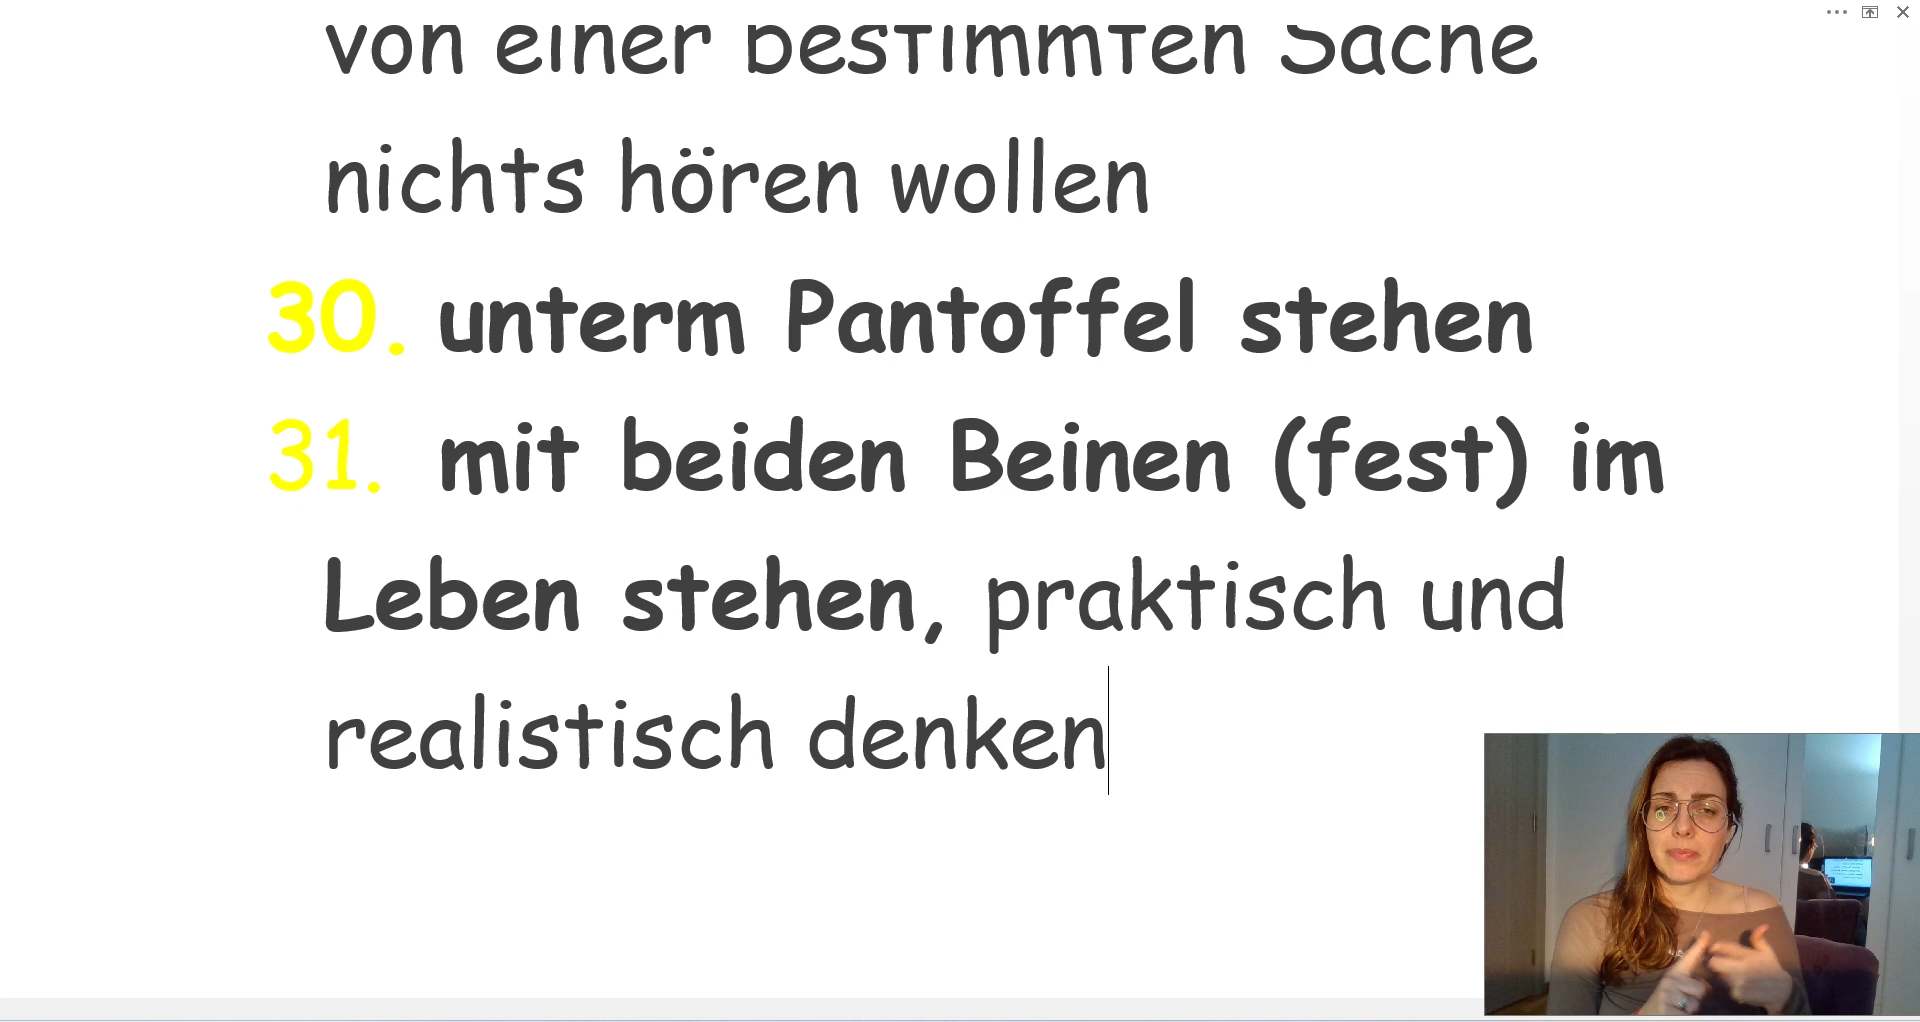 von einer bestimmten Sache
nichts hören wollen
30. unterm Pantoffel stehen
31. mit beiden Beinen (fest) im
Leben stehen, praktisch und
realistisch denken